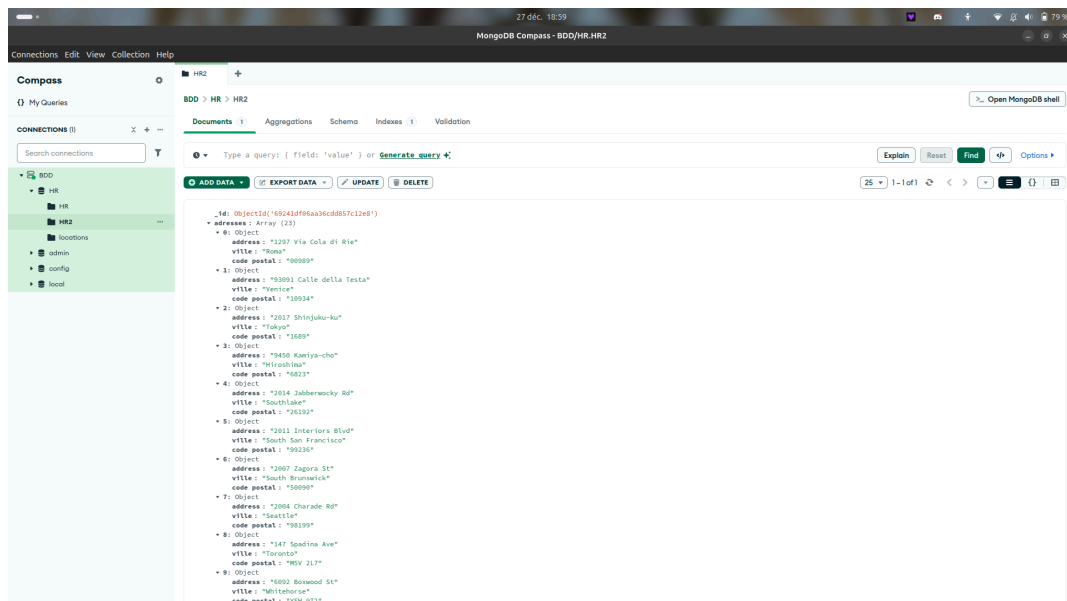 27 déc. 18:59
79 %
MongoDB Compass - BDD/HR.HR2
Connections Edit View Collection Help
Compass
{} My Queries
CONNECTIONS (1)
Search connections
BDD
HR
HR
HR2
locations
admin
config
local
HR2
BDD > HR > HR2
>_ Open MongoDB shell
Documents 1 Aggregations Schema Indexes 1 Validation
Type a query: { field: 'value' } or Generate query
Explain Reset Find </> Options
ADD DATA EXPORT DATA UPDATE DELETE
25 1-1 of 1
_id: ObjectId('69241df06aa36cdd857c12e8')
adresses : Array (23)
0: Object
address : "1297 Via Cola di Rie"
ville : "Roma"
code postal : "00989"
1: Object
address : "93091 Calle della Testa"
ville : "Venice"
code postal : "10934"
2: Object
address : "2017 Shinjuku-ku"
ville : "Tokyo"
code postal : "1689"
3: Object
address : "9450 Kamiya-cho"
ville : "Hiroshima"
code postal : "6823"
4: Object
address : "2014 Jabberwocky Rd"
ville : "Southlake"
code postal : "26192"
5: Object
address : "2011 Interiors Blvd"
ville : "South San Francisco"
code postal : "99236"
6: Object
address : "2007 Zagora St"
ville : "South Brunswick"
code postal : "50090"
7: Object
address : "2004 Charade Rd"
ville : "Seattle"
code postal : "98199"
8: Object
address : "147 Spadina Ave"
ville : "Toronto"
code postal : "M5V 2L7"
9: Object
address : "6092 Boxwood St"
ville : "Whitehorse"
code postal : "YSW 9T2"